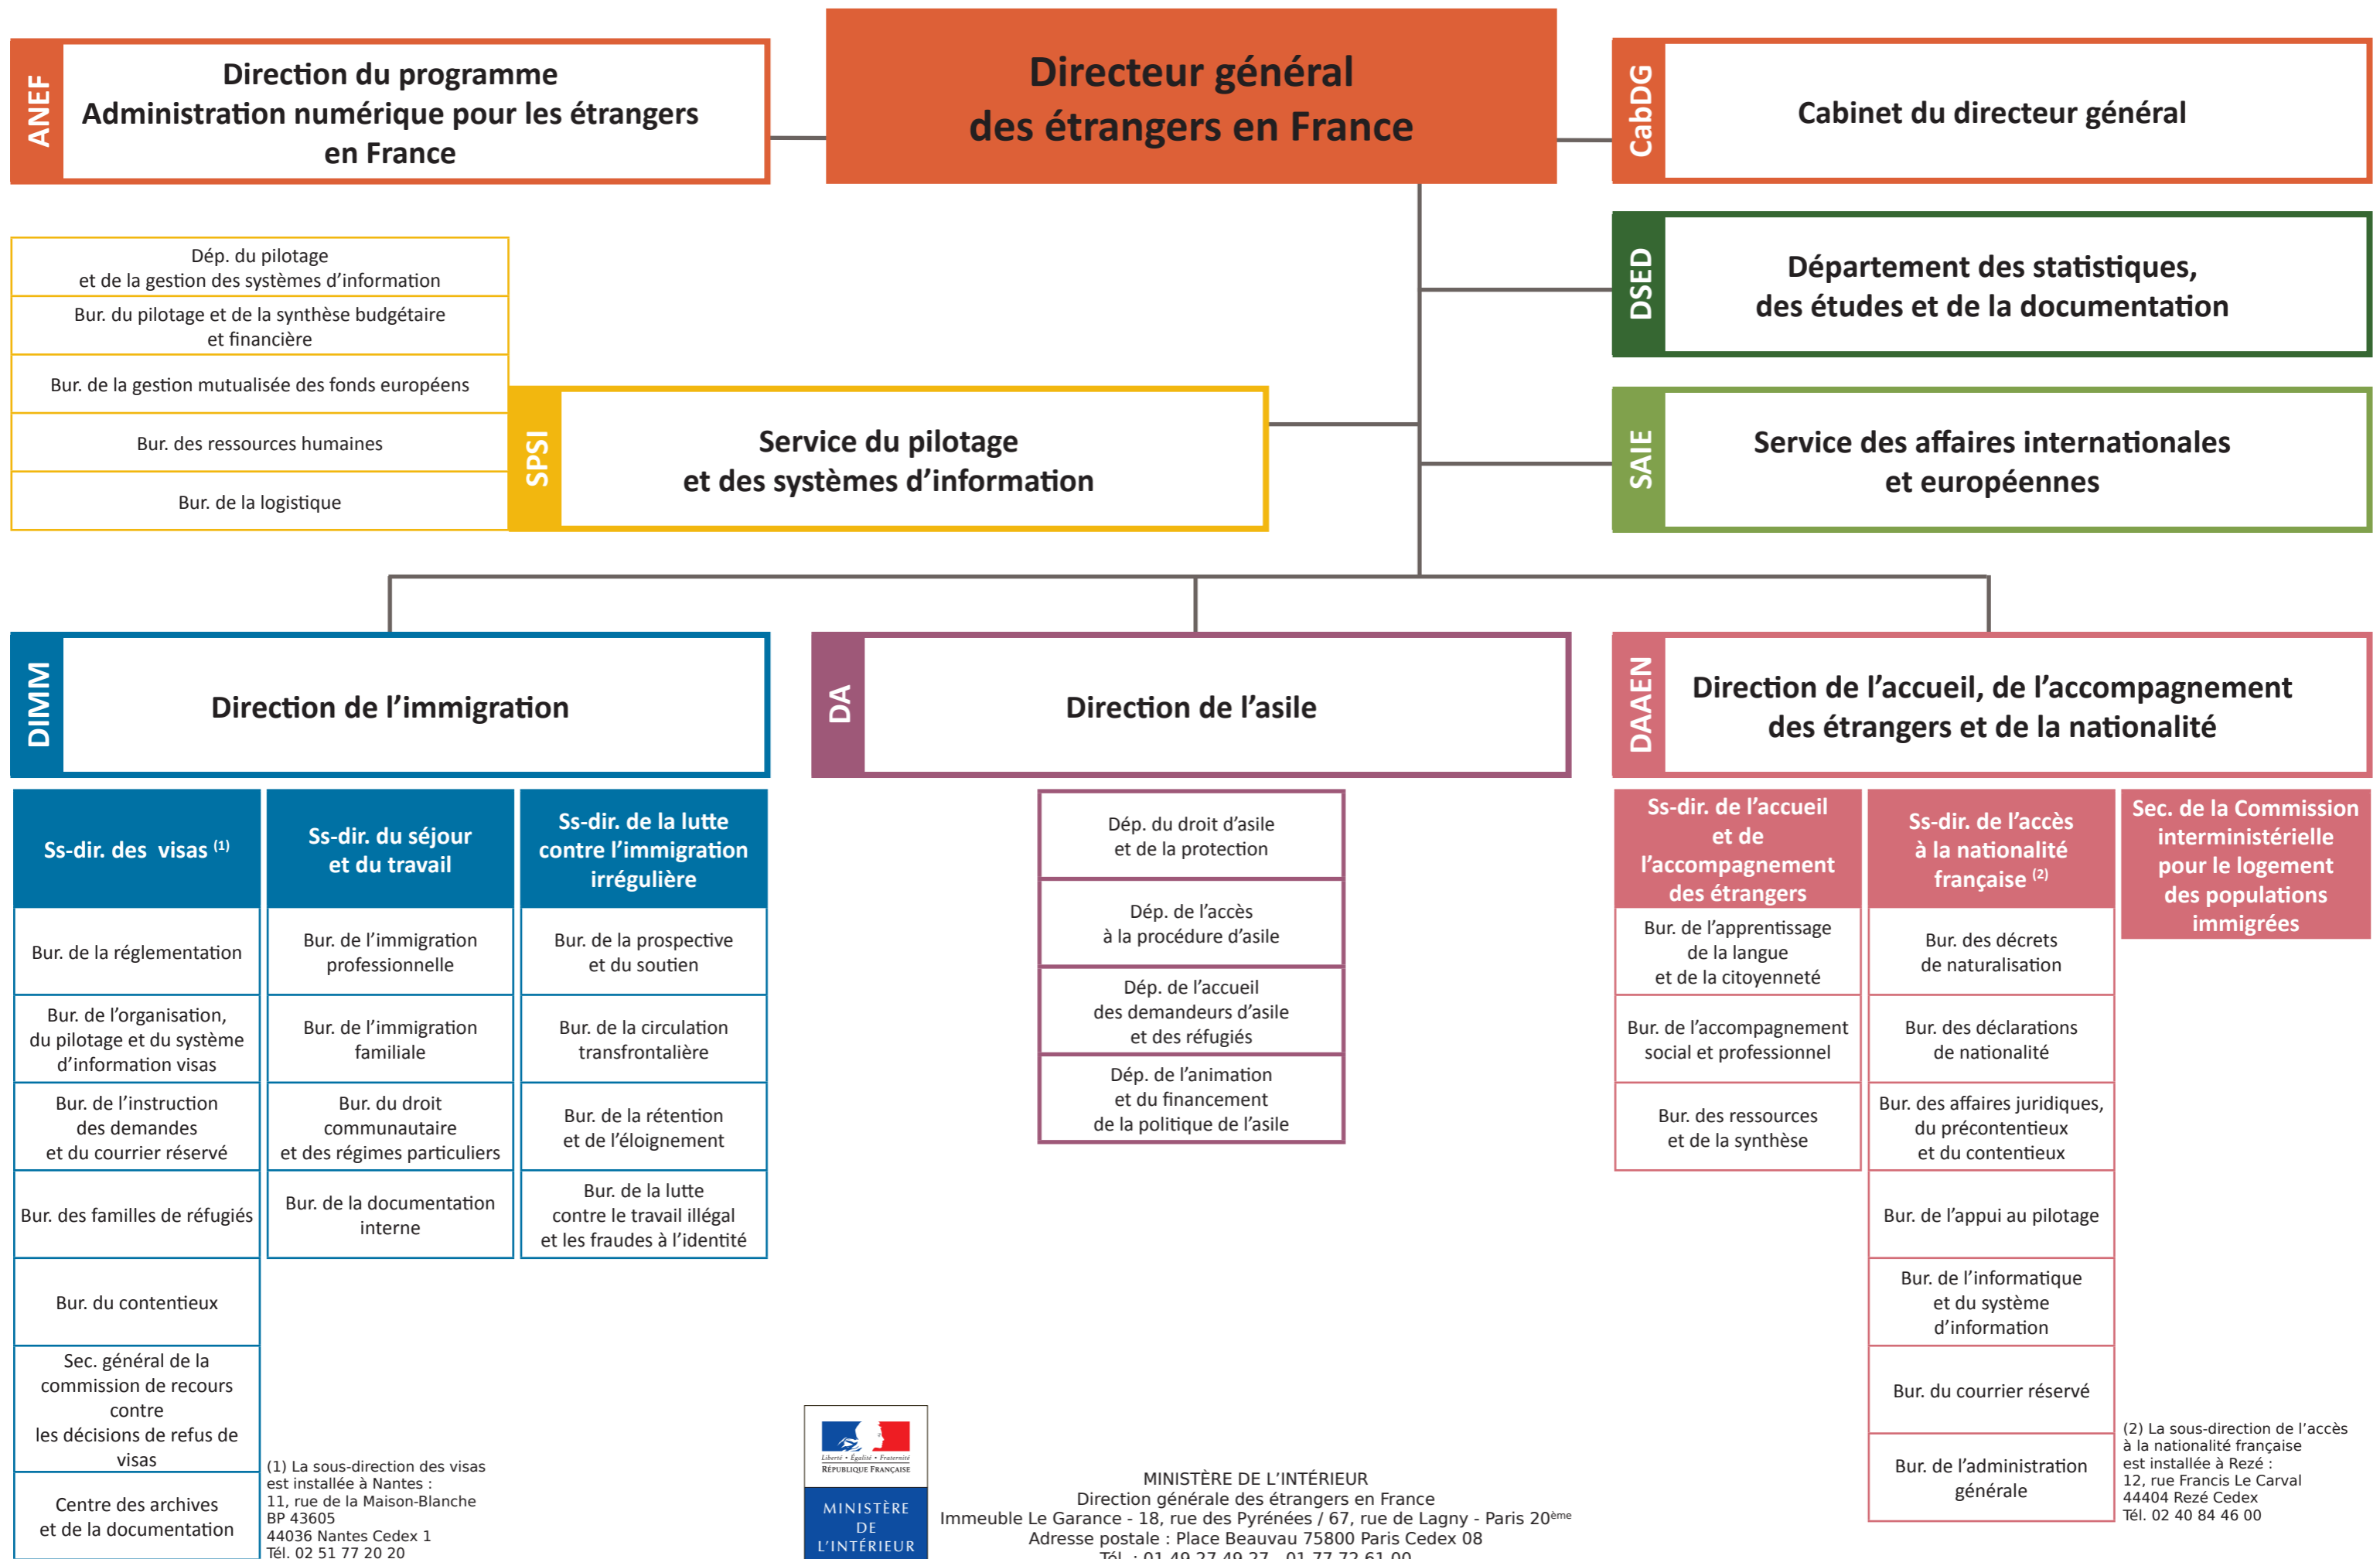 ANEF
Direction du programme
Administration numérique pour les étrangers
en France
Directeur général
des étrangers en France
CabDG
Cabinet du directeur général
DSED
Département des statistiques,
des études et de la documentation
Dép. du pilotage
et de la gestion des systèmes d’information
Bur. du pilotage et de la synthèse budgétaire
et financière
Bur. de la gestion mutualisée des fonds européens
Bur. des ressources humaines
Bur. de la logistique
SPSI
Service du pilotage
et des systèmes d’information
SAIE
Service des affaires internationales
et européennes
DIMM
Direction de l’immigration
DA
Direction de l’asile
DAAEN
Direction de l’accueil, de l’accompagnement
des étrangers et de la nationalité
Ss-dir. des visas (1)
Bur. de la réglementation
Bur. de l’organisation,
du pilotage et du système
d’information visas
Bur. de l’instruction
des demandes
et du courrier réservé
Bur. des familles de réfugiés
Bur. du contentieux
Sec. général de la
commission de recours
contre
les décisions de refus de
visas
Centre des archives
et de la documentation
Ss-dir. du séjour
et du travail
Bur. de l’immigration
professionnelle
Bur. de l’immigration
familiale
Bur. du droit
communautaire
et des régimes particuliers
Bur. de la documentation
interne
Ss-dir. de la lutte
contre l’immigration
irrégulière
Bur. de la prospective
et du soutien
Bur. de la circulation
transfrontalière
Bur. de la rétention
et de l’éloignement
Bur. de la lutte
contre le travail illégal
et les fraudes à l’identité
Dép. du droit d’asile
et de la protection
Dép. de l’accès
à la procédure d’asile
Dép. de l’accueil
des demandeurs d’asile
et des réfugiés
Dép. de l’animation
et du financement
de la politique de l’asile
Ss-dir. de l’accueil
et de
l’accompagnement
des étrangers
Bur. de l’apprentissage
de la langue
et de la citoyenneté
Bur. de l’accompagnement
social et professionnel
Bur. des ressources
et de la synthèse
Ss-dir. de l’accès
à la nationalité
française (2)
Bur. des décrets
de naturalisation
Bur. des déclarations
de nationalité
Bur. des affaires juridiques,
du précontentieux
et du contentieux
Bur. de l’appui au pilotage
Bur. de l’informatique
et du système
d’information
Bur. du courrier réservé
Bur. de l’administration
générale
Sec. de la Commission
interministérielle
pour le logement
des populations
immigrées
(1) La sous-direction des visas
est installée à Nantes :
11, rue de la Maison-Blanche
BP 43605
44036 Nantes Cedex 1
Tél. 02 51 77 20 20
Liberté • Égalité • Fraternité
RÉPUBLIQUE FRANÇAISE
MINISTÈRE
DE
L’INTÉRIEUR
MINISTÈRE DE L’INTÉRIEUR
Direction générale des étrangers en France
Immeuble Le Garance - 18, rue des Pyrénées / 67, rue de Lagny - Paris 20ème
Adresse postale : Place Beauvau 75800 Paris Cedex 08
Tél. : 01 49 27 49 27 - 01 77 72 61 00
(2) La sous-direction de l’accès
à la nationalité française
est installée à Rezé :
12, rue Francis Le Carval
44404 Rezé Cedex
Tél. 02 40 84 46 00